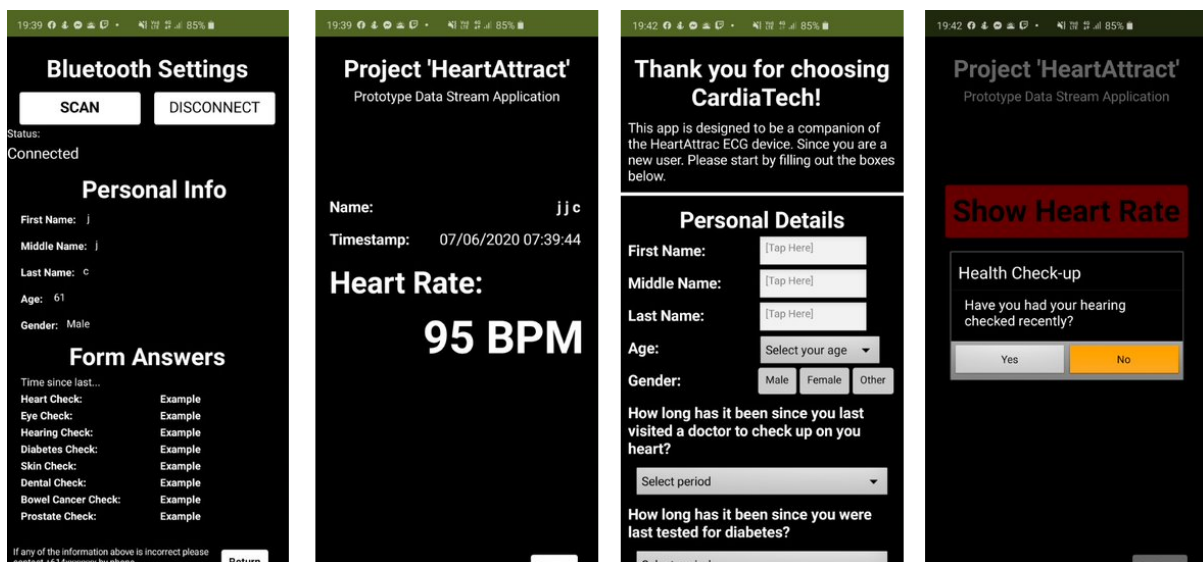 19:39 85%
Bluetooth Settings
SCAN DISCONNECT
Status:
Connected
Personal Info
First Name: j
Middle Name: j
Last Name: c
Age: 61
Gender: Male
Form Answers
Time since last...
Heart Check: Example
Eye Check: Example
Hearing Check: Example
Diabetes Check: Example
Skin Check: Example
Dental Check: Example
Bowel Cancer Check: Example
Prostate Check: Example
If any of the information above is incorrect please
Return
19:39 85%
Project 'HeartAttract'
Prototype Data Stream Application
Name: j j c
Timestamp: 07/06/2020 07:39:44
Heart Rate:
95 BPM
19:42 85%
Thank you for choosing
CardiaTech!
This app is designed to be a companion of
the HeartAttrac ECG device. Since you are a
new user. Please start by filling out the boxes
below.
Personal Details
First Name: [Tap Here]
Middle Name: [Tap Here]
Last Name: [Tap Here]
Age: Select your age
Gender: Male Female Other
How long has it been since you last
visited a doctor to check up on you
heart?
Select period
How long has it been since you were
last tested for diabetes?
19:42 85%
Project 'HeartAttract'
Prototype Data Stream Application
Show Heart Rate
Health Check-up
Have you had your hearing
checked recently?
Yes No